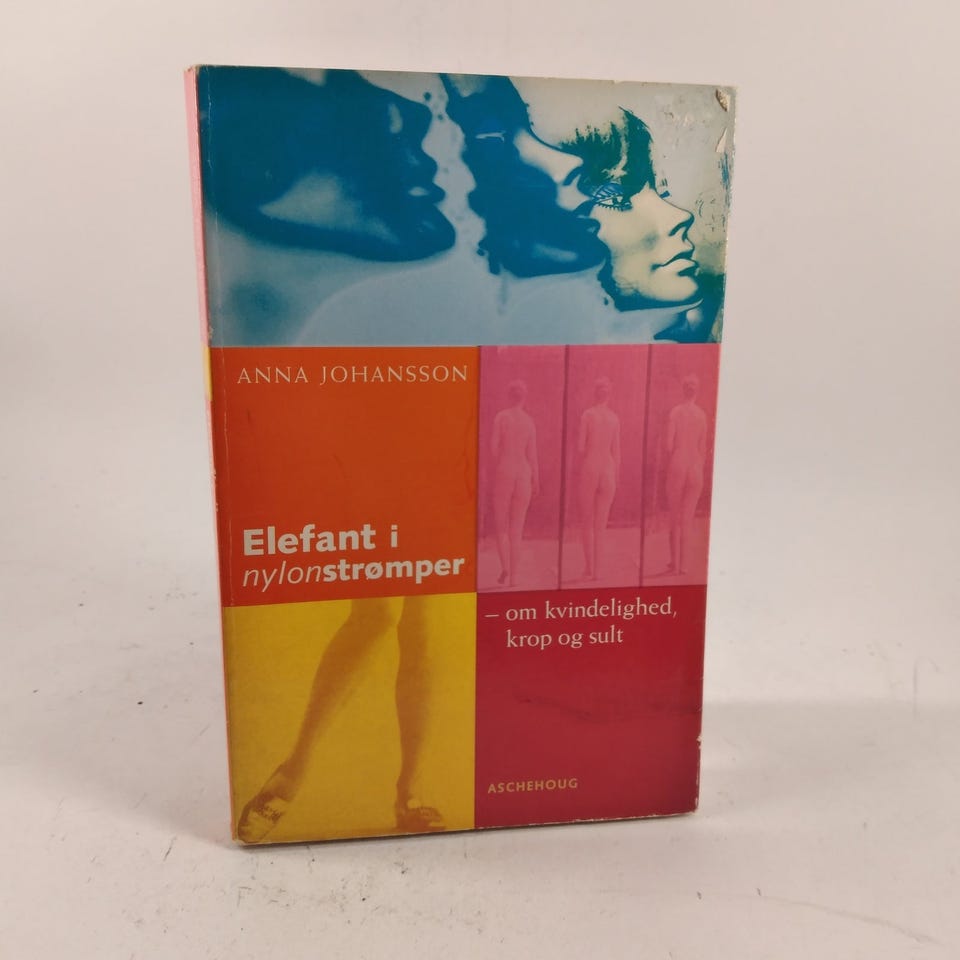 ANNA JOHANSSON
Elefant i
nylonstrømper
– om kvindelighed,
krop og sult
ASCHEHOUG